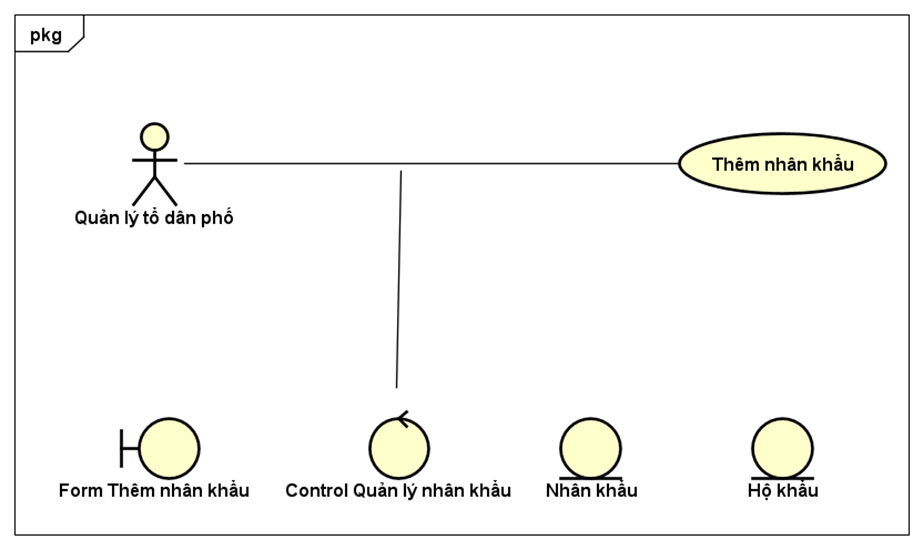 pkg
Thêm nhân khẩu
Quản lý tổ dân phố
Form Thêm nhân khẩu
Control Quản lý nhân khẩu
Nhân khẩu
Hộ khẩu